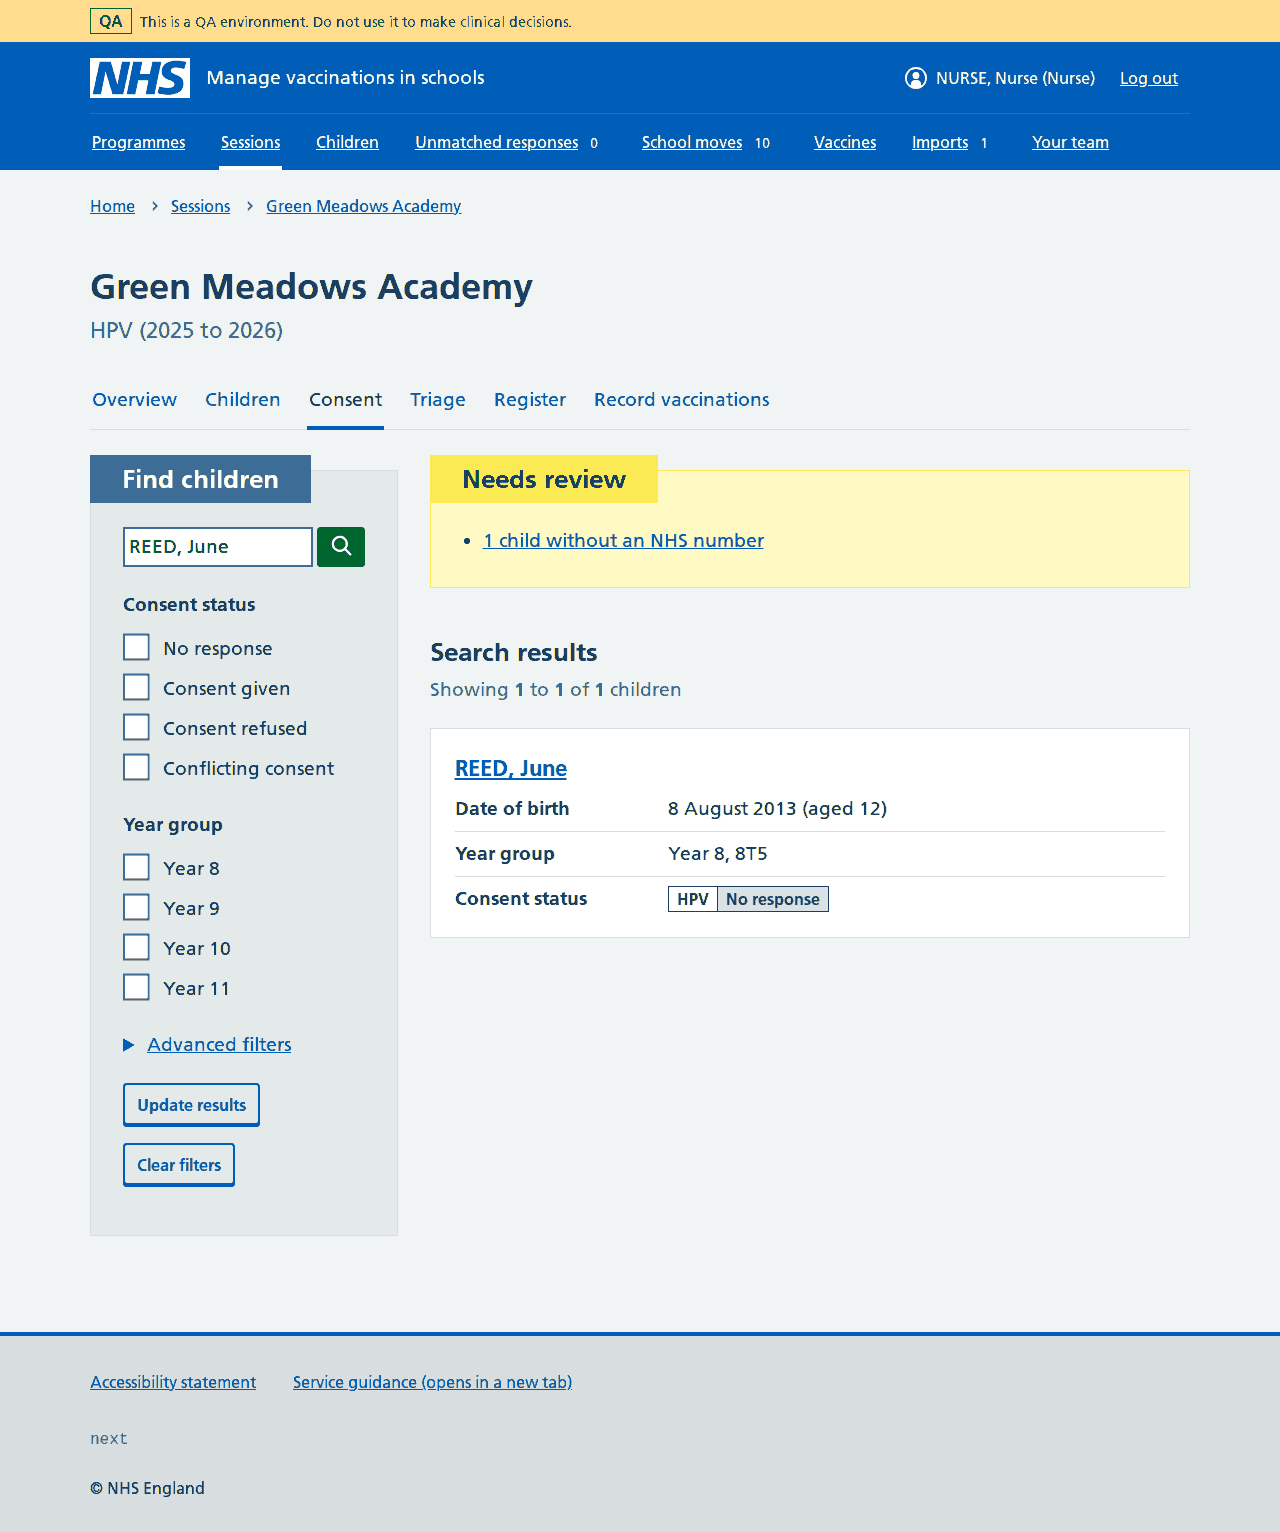 QA This is a QA environment. Do not use it to make clinical decisions.
NHS Manage vaccinations in schools NURSE, Nurse (Nurse) Log out
Programmes Sessions Children Unmatched responses 0 School moves 10 Vaccines Imports 1 Your team
Home Sessions Green Meadows Academy
Green Meadows Academy
HPV (2025 to 2026)
Overview Children Consent Triage Register Record vaccinations
Find children
REED, June
Consent status
No response
Consent given
Consent refused
Conflicting consent
Year group
Year 8
Year 9
Year 10
Year 11
Advanced filters
Update results
Clear filters
Needs review
1 child without an NHS number
Search results
Showing 1 to 1 of 1 children
REED, June
Date of birth 8 August 2013 (aged 12)
Year group Year 8, 8T5
Consent status HPV No response
Accessibility statement Service guidance (opens in a new tab)
next
© NHS England